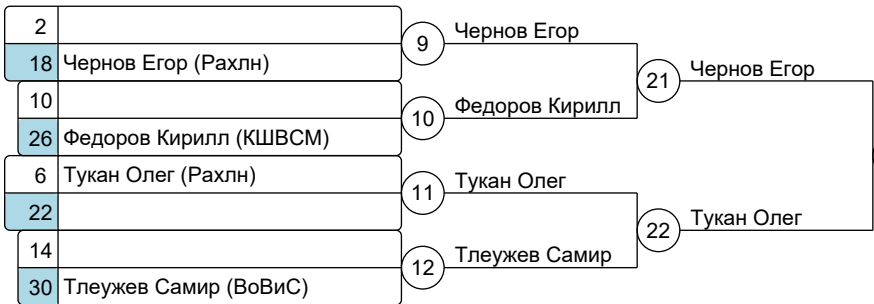 2
18 Чернов Егор (Рахлн)
10
26 Федоров Кирилл (КШВСМ)
6 Тукан Олег (Рахлн)
22
14
30 Тлеужев Самир (ВоВиС)
9 Чернов Егор
10 Федоров Кирилл
11 Тукан Олег
12 Тлеужев Самир
21 Чернов Егор
22 Тукан Олег